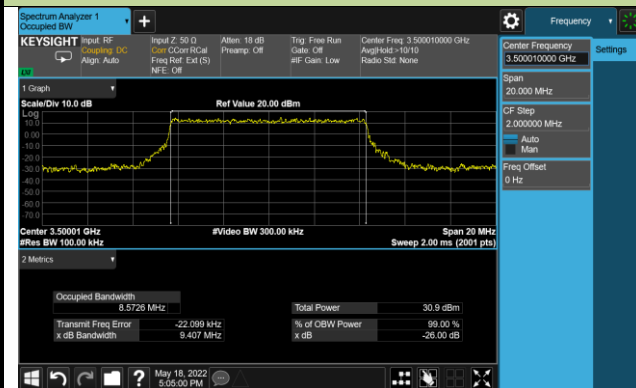 Spectrum Analyzer 1
Occupied BW
+
Frequency
KEYSIGHT
Input: RF
Coupling: DC
Align: Auto
Input Z: 50 Ω
Corr CCorr RCal
Freq Ref: Ext (S)
NFE: Off
Atten: 18 dB
Preamp: Off
Trig: Free Run
Gate: Off
#IF Gain: Low
Center Freq: 3.500010000 GHz
Avg|Hold:>10/10
Radio Std: None
Center Frequency
3.500010000 GHz
Settings
Span
20.000 MHz
CF Step
2.000000 MHz
Auto
Man
Freq Offset
0 Hz
1 Graph
Scale/Div 10.0 dB
Ref Value 20.00 dBm
Log
10.0
0.00
-10.0
-20.0
-30.0
-40.0
-50.0
-60.0
-70.0
Center 3.50001 GHz
#Video BW 300.00 kHz
Span 20 MHz
#Res BW 100.00 kHz
Sweep 2.00 ms (2001 pts)
2 Metrics
Occupied Bandwidth
8.5726 MHz
Total Power
30.9 dBm
Transmit Freq Error
-22.099 kHz
% of OBW Power
99.00 %
x dB Bandwidth
9.407 MHz
x dB
-26.00 dB
?
May 18, 2022
5:05:00 PM